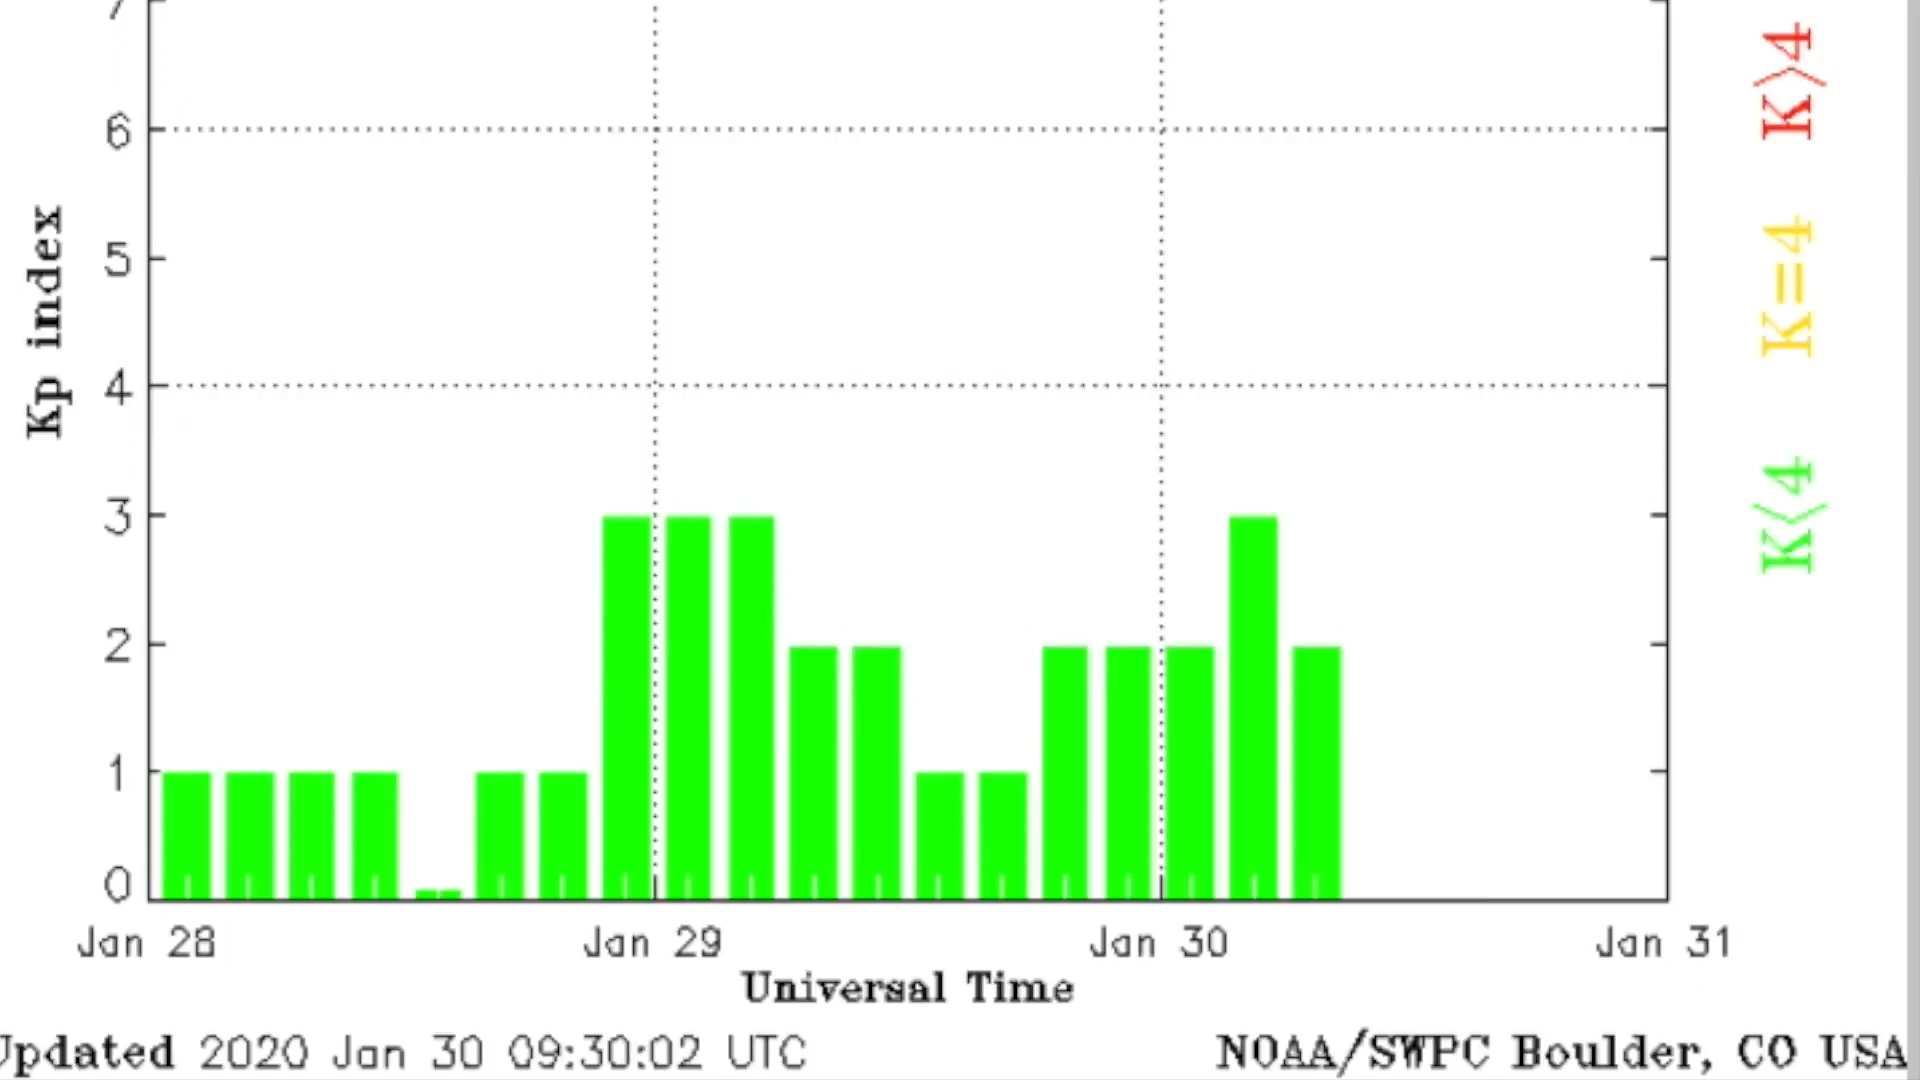 7
6
5
4
3
2
1
0
Kp index
K>4
K=4
K<4
Jan 28 Jan 29 Jan 30 Jan 31
Universal Time
Updated 2020 Jan 30 09:30:02 UTC
NOAA/SWPC Boulder, CO USA